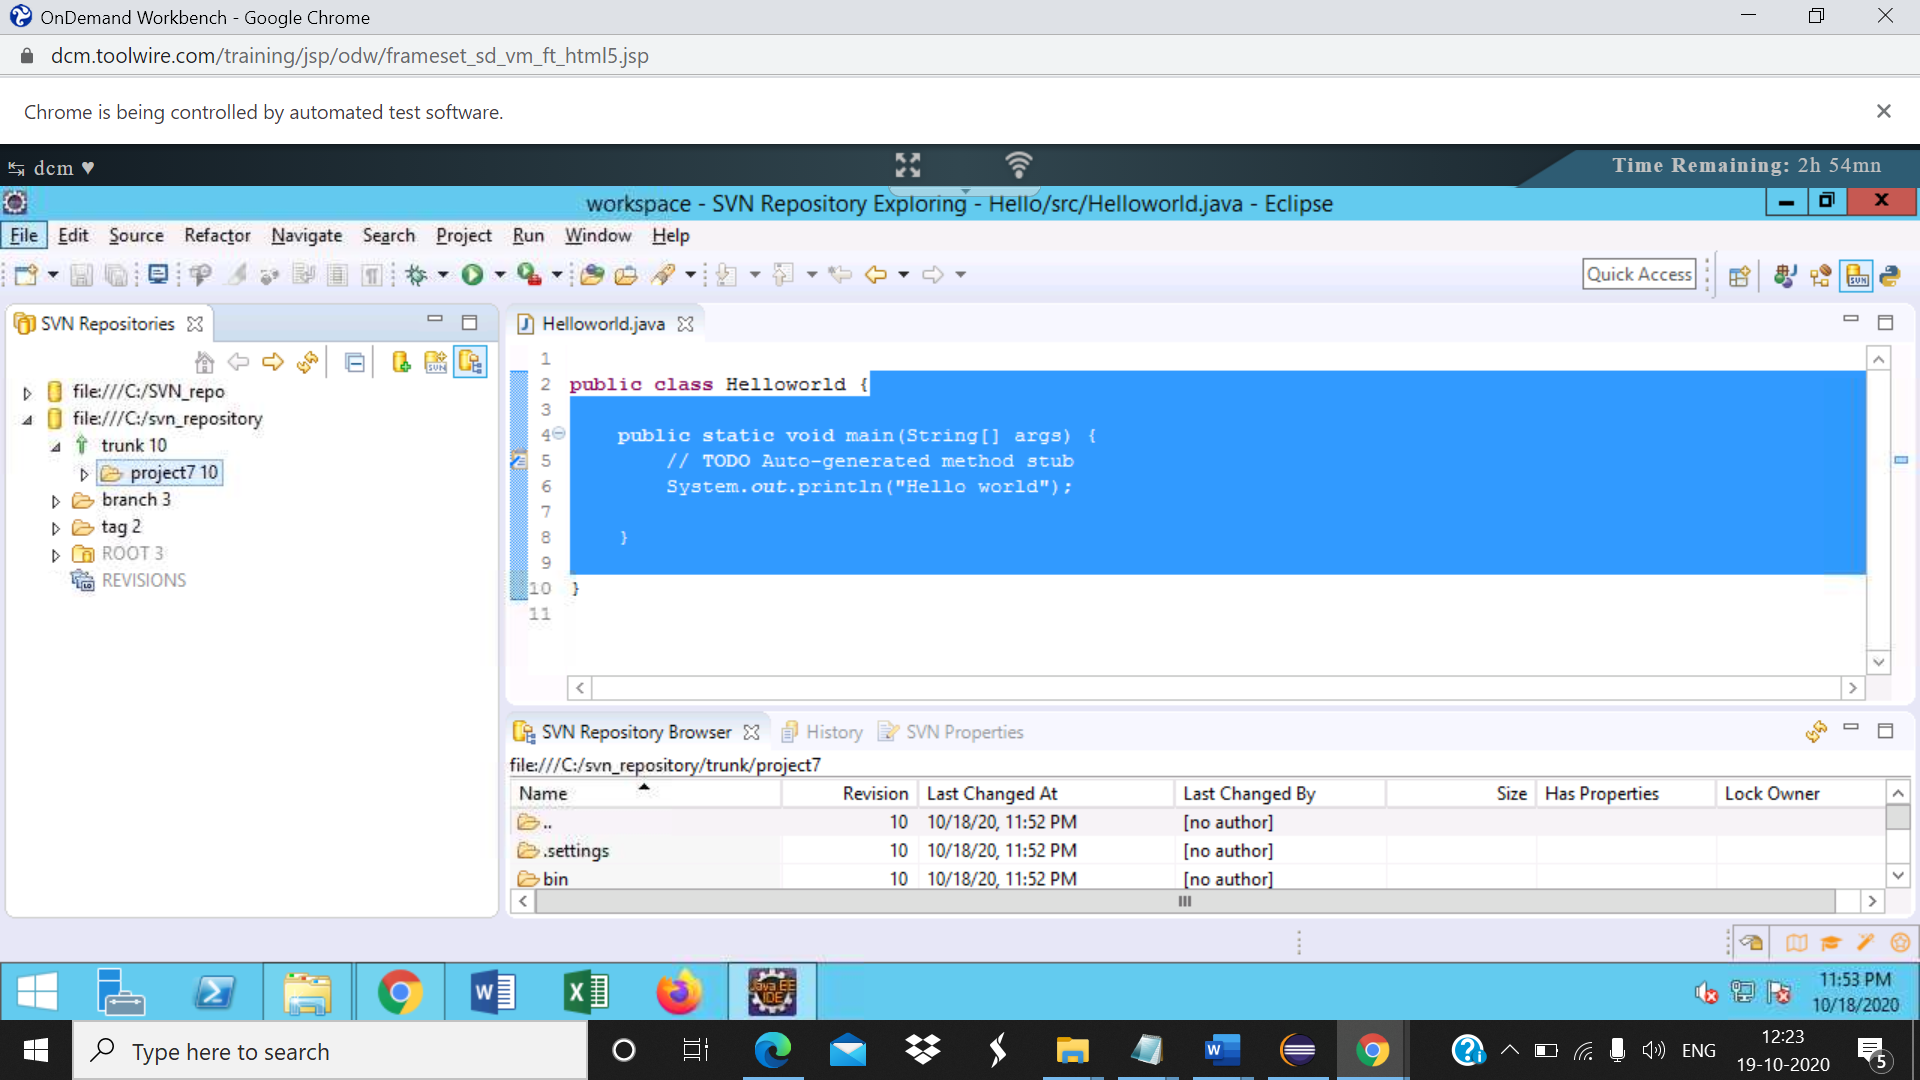 OnDemand Workbench - Google Chrome
dcm.toolwire.com/training/jsp/odw/frameset_sd_vm_ft_html5.jsp
Chrome is being controlled by automated test software.
dcm ♥
Time Remaining: 2h 54mn
workspace - SVN Repository Exploring - Hello/src/Helloworld.java - Eclipse
File Edit Source Refactor Navigate Search Project Run Window Help
Quick Access
SVN Repositories
file:///C:/SVN_repo
file:///C:/svn_repository
trunk 10
project7 10
branch 3
tag 2
ROOT 3
REVISIONS
Helloworld.java
1
2 public class Helloworld {
3
4 public static void main(String[] args) {
5 // TODO Auto-generated method stub
6 System.out.println("Hello world");
7
8 }
9
10 }
11
SVN Repository Browser History SVN Properties
file:///C:/svn_repository/trunk/project7
Name Revision Last Changed At Last Changed By Size Has Properties Lock Owner
.. 10 10/18/20, 11:52 PM [no author]
.settings 10 10/18/20, 11:52 PM [no author]
bin 10 10/18/20, 11:52 PM [no author]
Java EE
IDE
11:53 PM
10/18/2020
Type here to search
ENG
12:23
19-10-2020
5